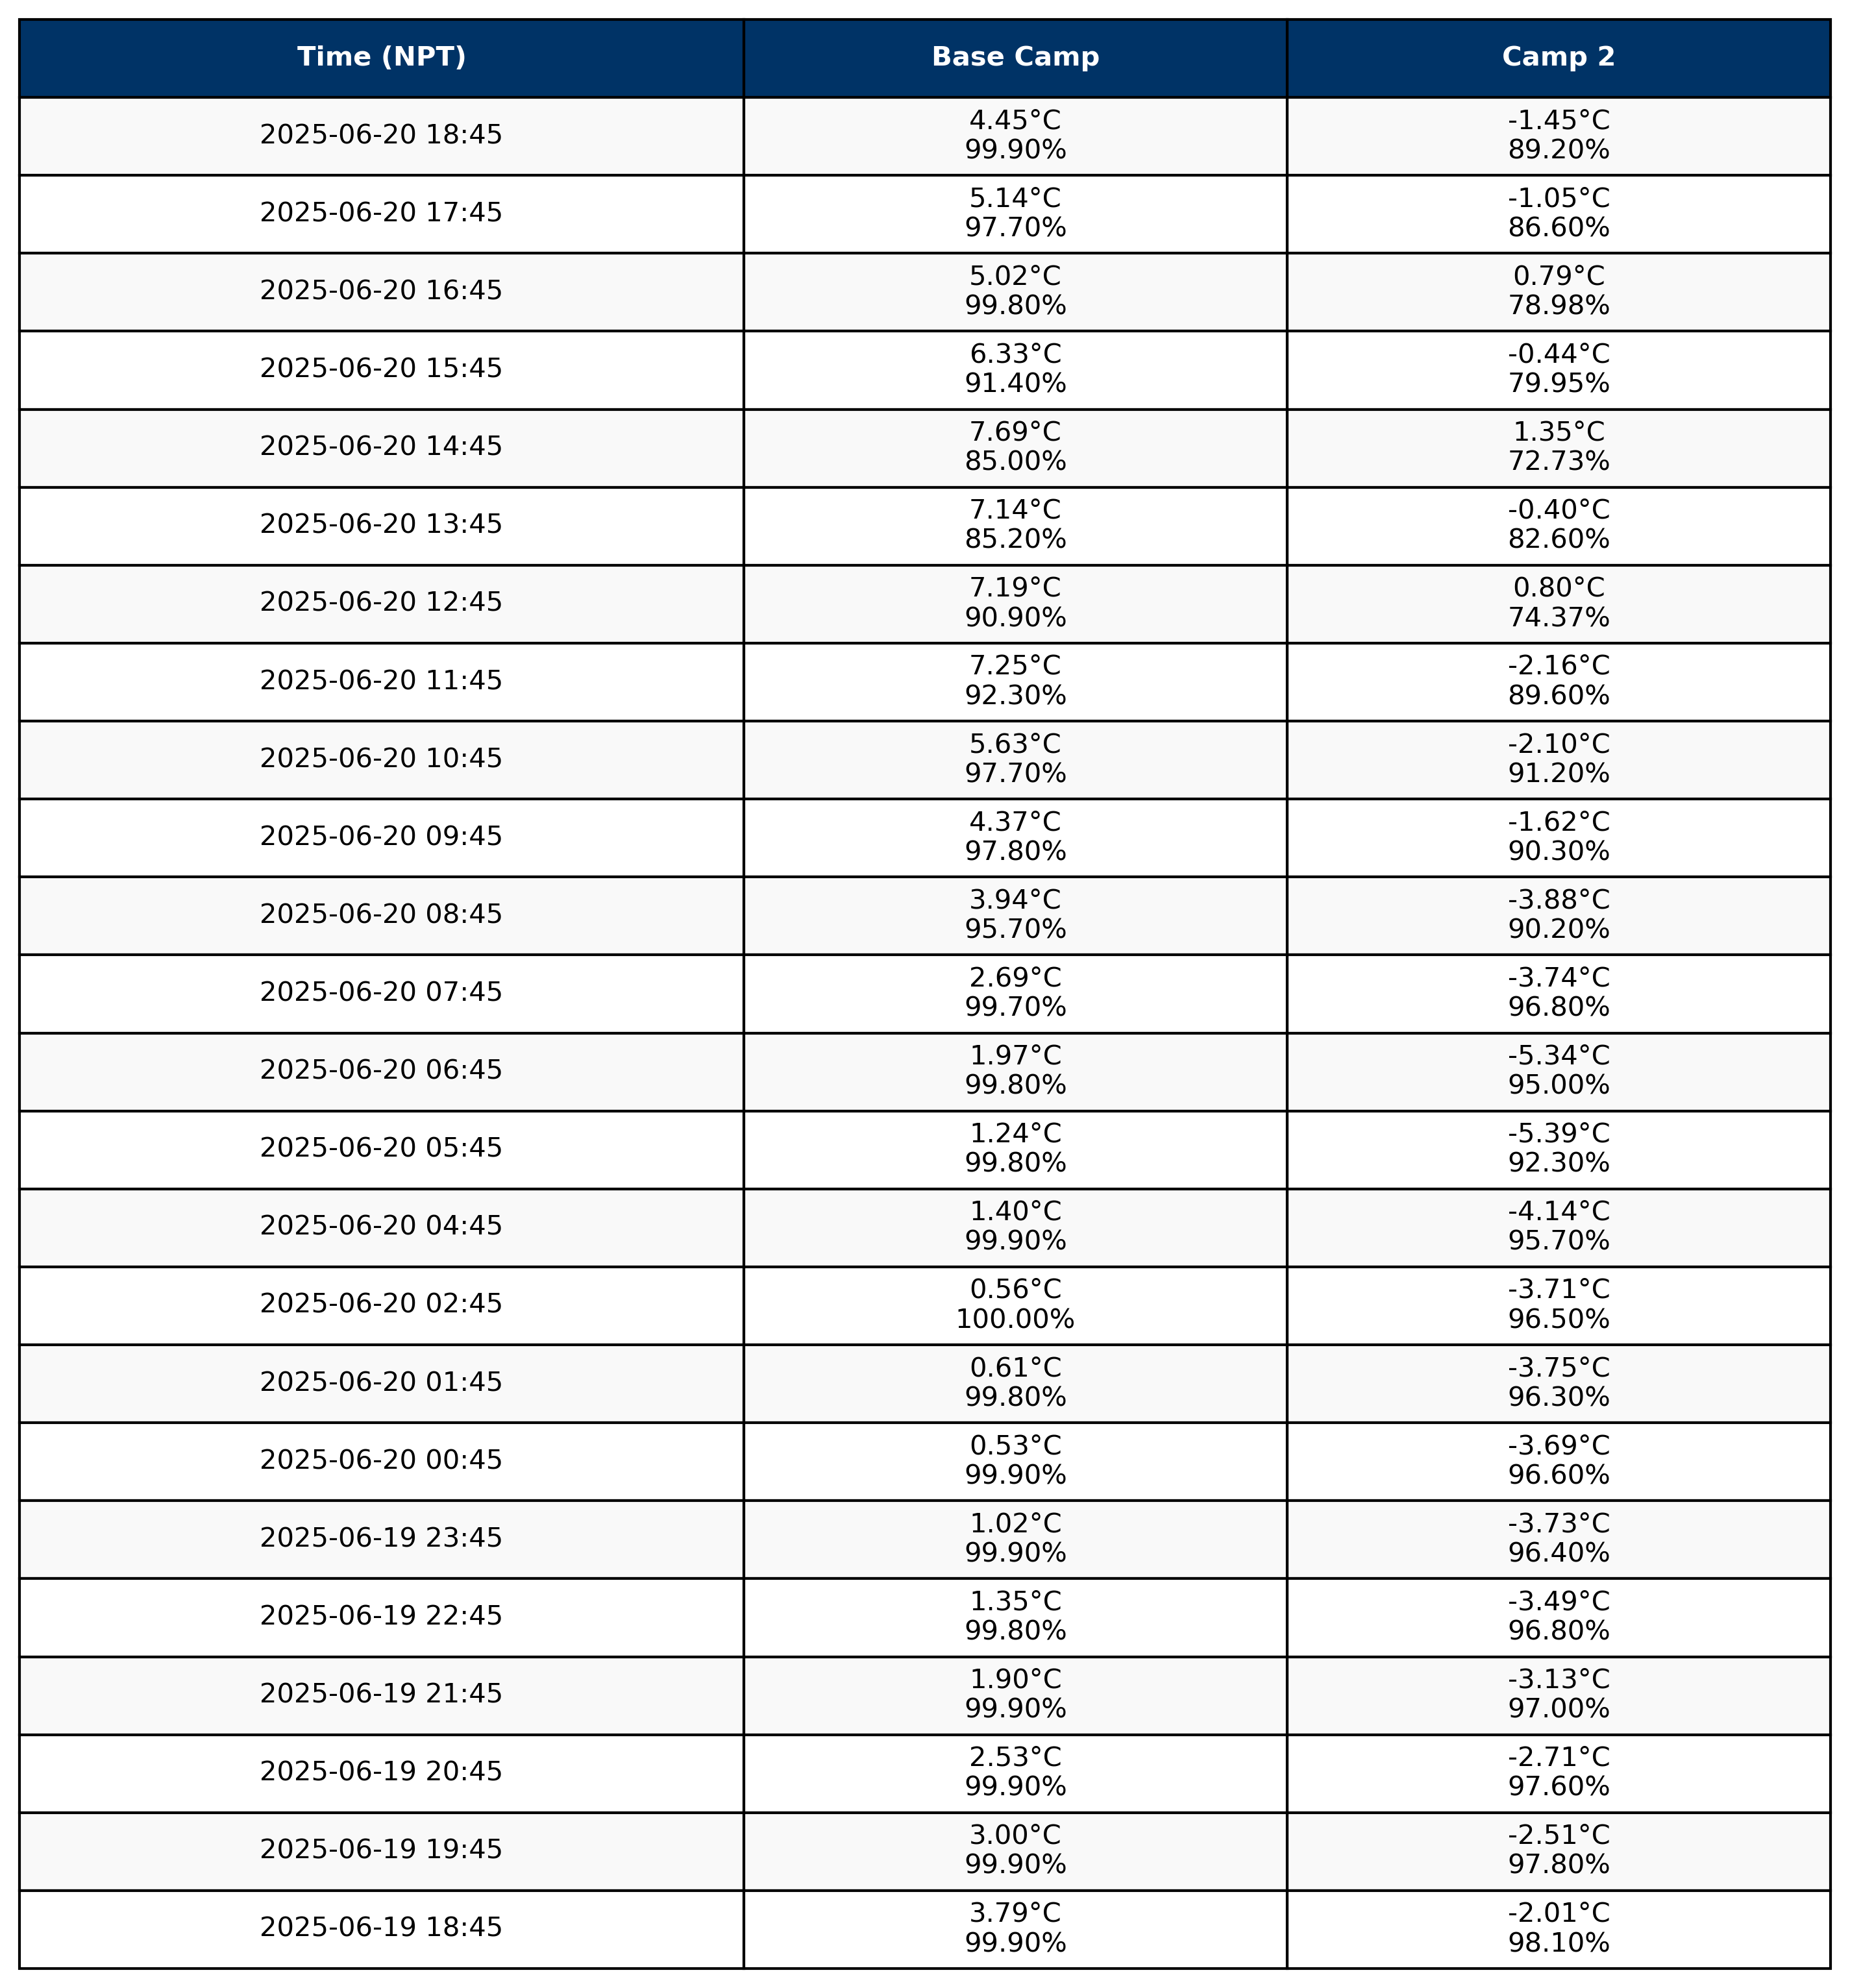 Time (NPT) Base Camp Camp 2
2025-06-20 18:45 4.45°C -1.45°C
99.90% 89.20%
2025-06-20 17:45 5.14°C -1.05°C
97.70% 86.60%
2025-06-20 16:45 5.02°C 0.79°C
99.80% 78.98%
2025-06-20 15:45 6.33°C -0.44°C
91.40% 79.95%
2025-06-20 14:45 7.69°C 1.35°C
85.00% 72.73%
2025-06-20 13:45 7.14°C -0.40°C
85.20% 82.60%
2025-06-20 12:45 7.19°C 0.80°C
90.90% 74.37%
2025-06-20 11:45 7.25°C -2.16°C
92.30% 89.60%
2025-06-20 10:45 5.63°C -2.10°C
97.70% 91.20%
2025-06-20 09:45 4.37°C -1.62°C
97.80% 90.30%
2025-06-20 08:45 3.94°C -3.88°C
95.70% 90.20%
2025-06-20 07:45 2.69°C -3.74°C
99.70% 96.80%
2025-06-20 06:45 1.97°C -5.34°C
99.80% 95.00%
2025-06-20 05:45 1.24°C -5.39°C
99.80% 92.30%
2025-06-20 04:45 1.40°C -4.14°C
99.90% 95.70%
2025-06-20 02:45 0.56°C -3.71°C
100.00% 96.50%
2025-06-20 01:45 0.61°C -3.75°C
99.80% 96.30%
2025-06-20 00:45 0.53°C -3.69°C
99.90% 96.60%
2025-06-19 23:45 1.02°C -3.73°C
99.90% 96.40%
2025-06-19 22:45 1.35°C -3.49°C
99.80% 96.80%
2025-06-19 21:45 1.90°C -3.13°C
99.90% 97.00%
2025-06-19 20:45 2.53°C -2.71°C
99.90% 97.60%
2025-06-19 19:45 3.00°C -2.51°C
99.90% 97.80%
2025-06-19 18:45 3.79°C -2.01°C
99.90% 98.10%